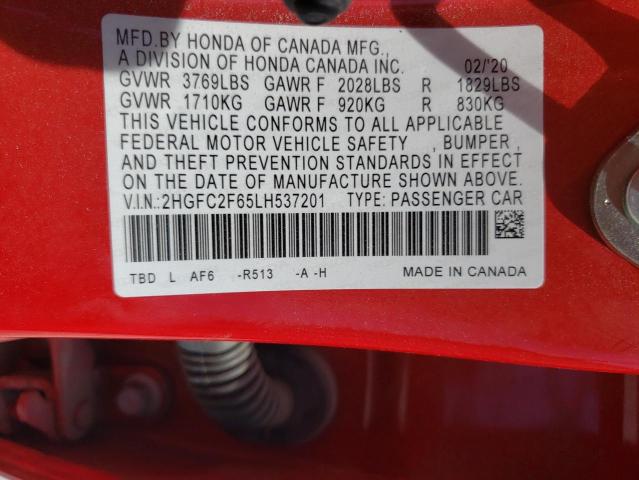 MFD.BY HONDA OF CANADA MFG.,
A DIVISION OF HONDA CANADA INC. 02/'20
GVWR 3769LBS GAWR F 2028LBS R 1829LBS
GVWR 1710KG GAWR F 920KG R 830KG
THIS VEHICLE CONFORMS TO ALL APPLICABLE
FEDERAL MOTOR VEHICLE SAFETY , BUMPER ,
AND THEFT PREVENTION STANDARDS IN EFFECT
ON THE DATE OF MANUFACTURE SHOWN ABOVE.
V.I.N.:2HGFC2F65LH537201 TYPE: PASSENGER CAR
TBD L AF6 -R513 -A -H MADE IN CANADA